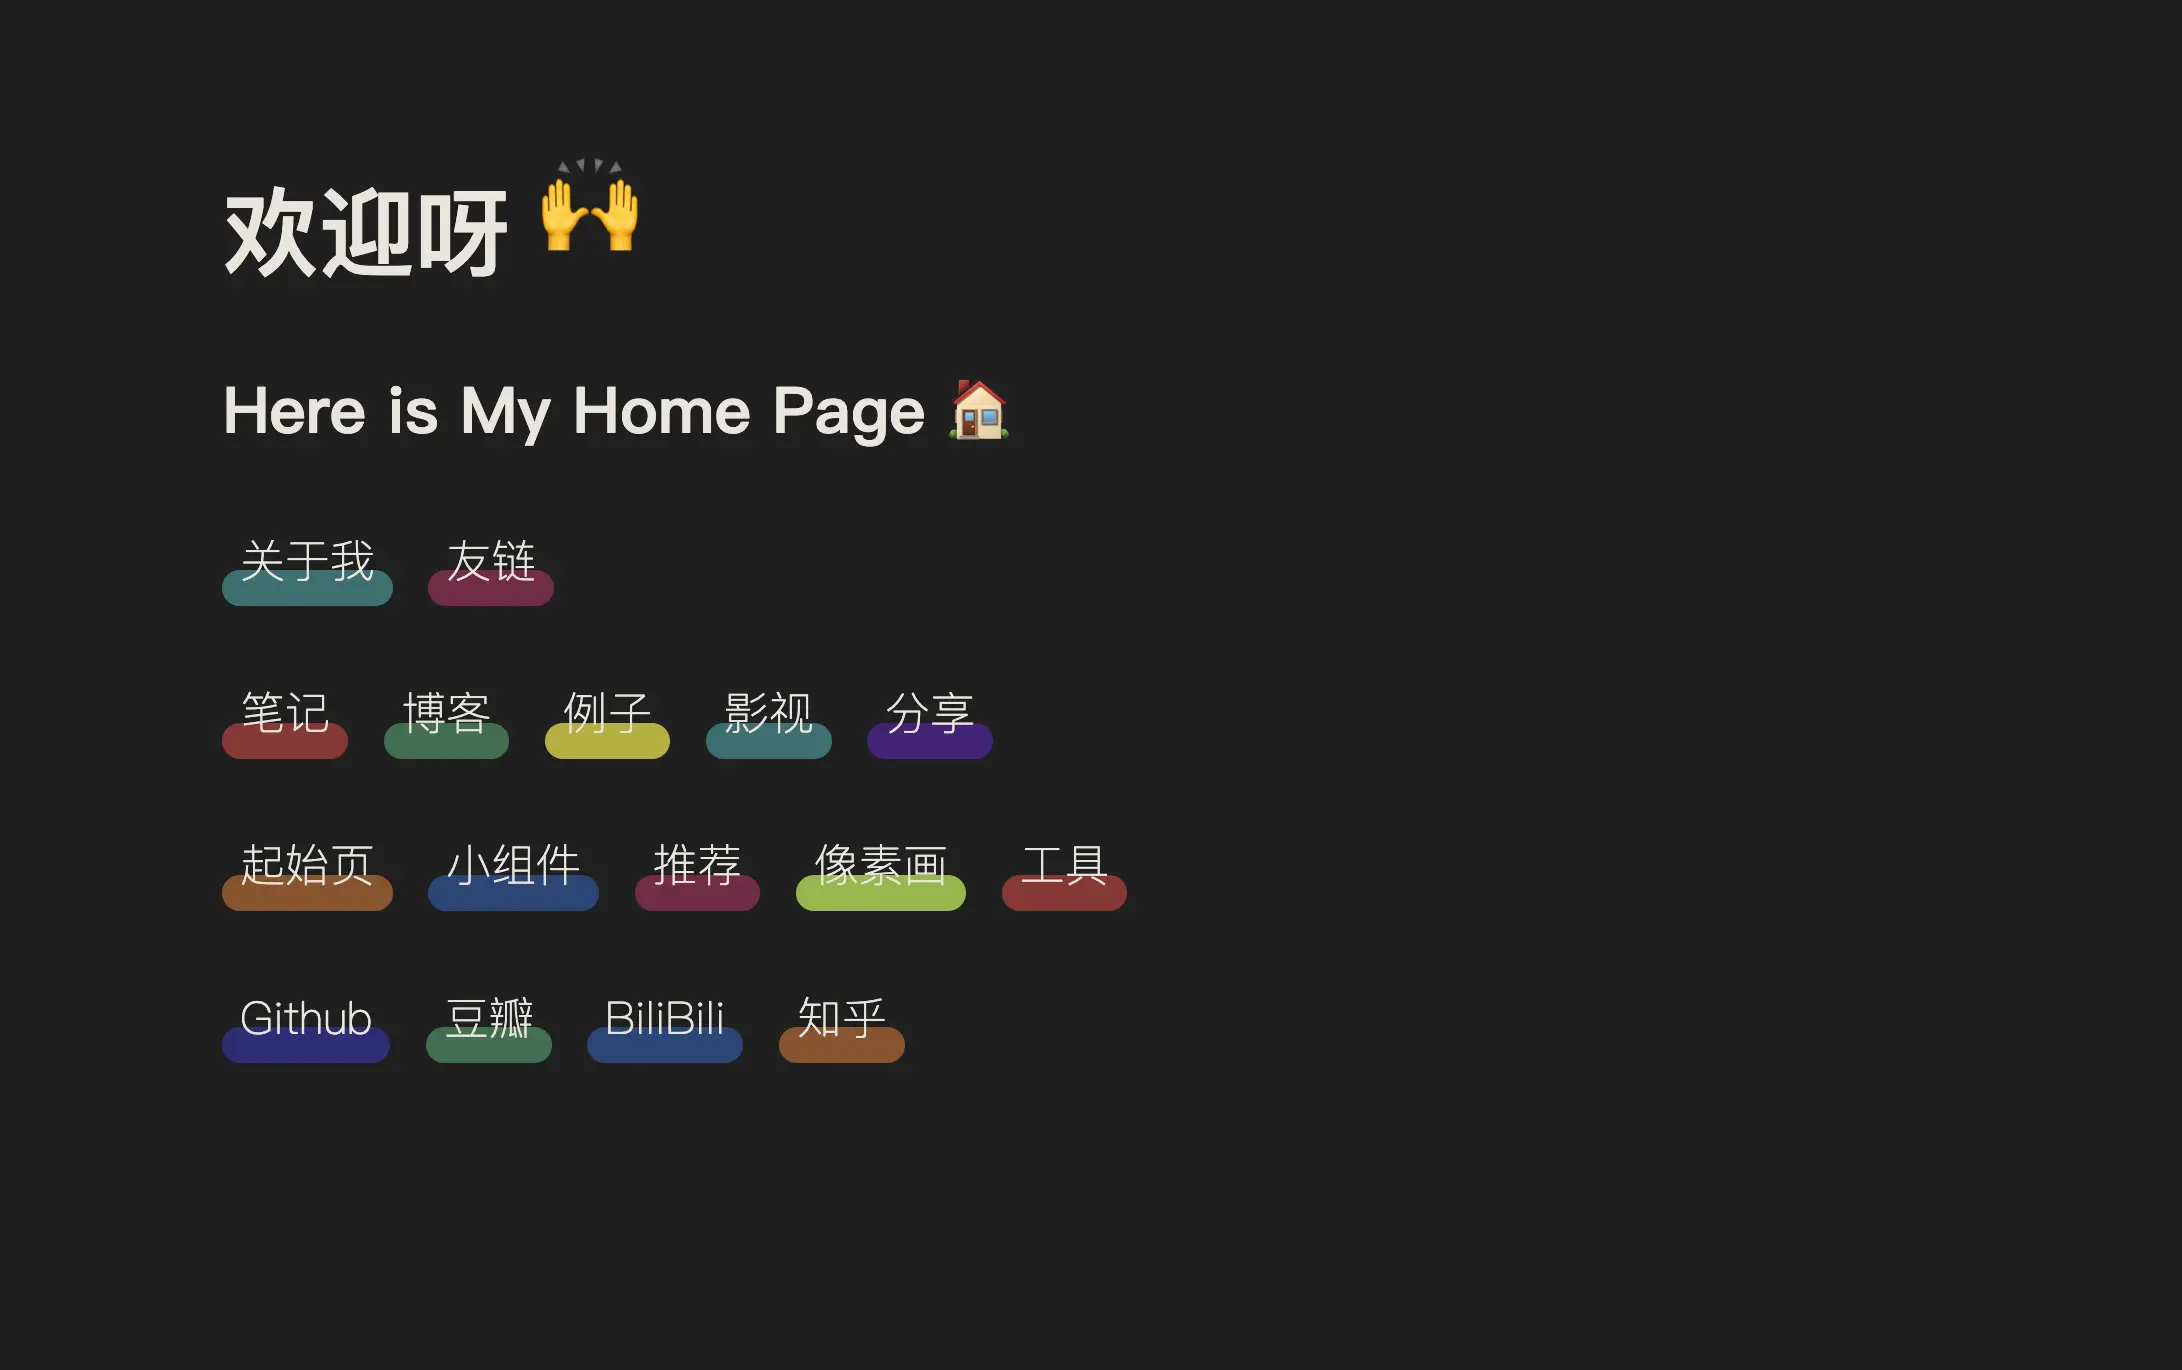 欢迎呀 🙌
Here is My Home Page 🏠
关于我 友链
笔记 博客 例子 影视 分享
起始页 小组件 推荐 像素画 工具
Github 豆瓣 BiliBili 知乎